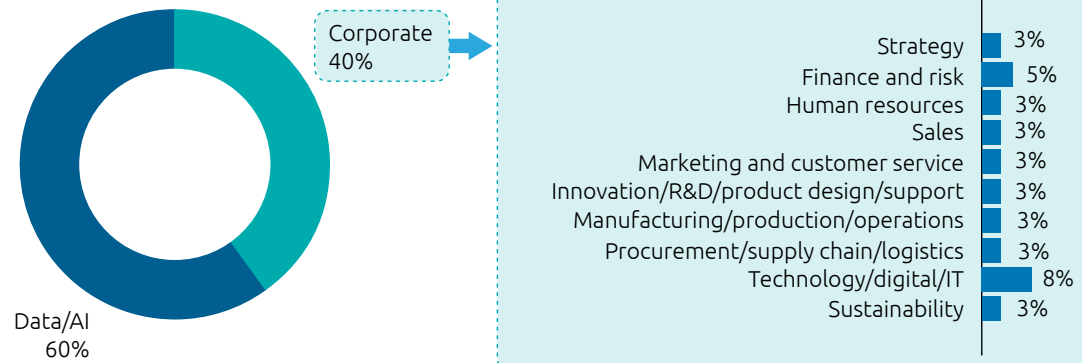 Corporate
40%
Data/AI
60%
Strategy 3%
Finance and risk 5%
Human resources 3%
Sales 3%
Marketing and customer service 3%
Innovation/R&D/product design/support 3%
Manufacturing/production/operations 3%
Procurement/supply chain/logistics 3%
Technology/digital/IT 8%
Sustainability 3%